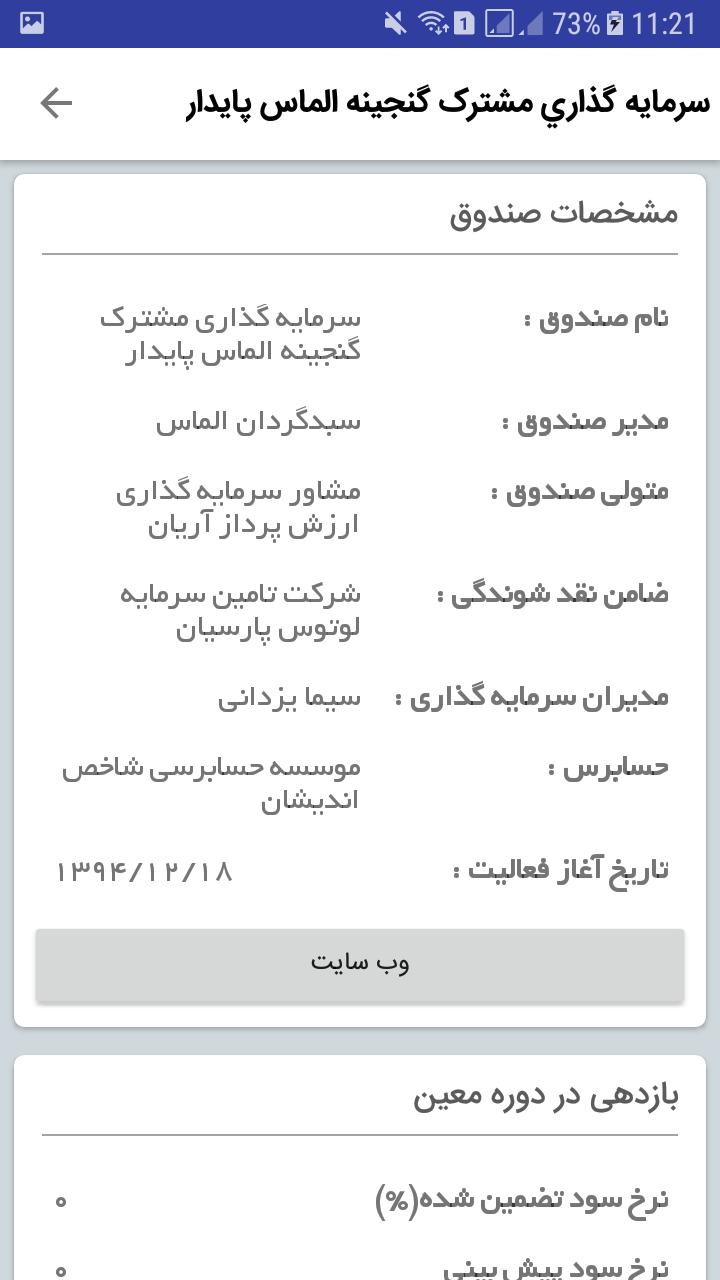 1 73% 11:21
سرمايه گذاري مشترک گنجينه الماس پايدار
مشخصات صندوق
نام صندوق : سرمایه گذاری مشترک
گنجینه الماس پایدار
مدیر صندوق : سبدگردان الماس
متولی صندوق : مشاور سرمایه گذاری
ارزش پرداز آریان
ضامن نقد شوندگی : شرکت تامین سرمایه
لوتوس پارسیان
مدیران سرمایه گذاری : سیما یزدانی
حسابرس : موسسه حسابرسی شاخص
اندیشان
تاریخ آغاز فعالیت : ۱۳۹۴/۱۲/۱۸
وب سایت
بازدهی در دوره معین
نرخ سود تضمین شده(%) ۰
نرخ سود پیش بینی ۰